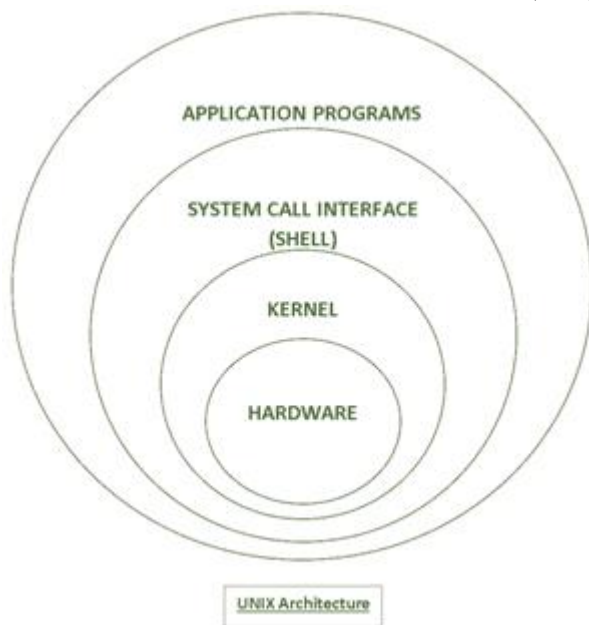 APPLICATION PROGRAMS
SYSTEM CALL INTERFACE
(SHELL)
KERNEL
HARDWARE
UNIX Architecture